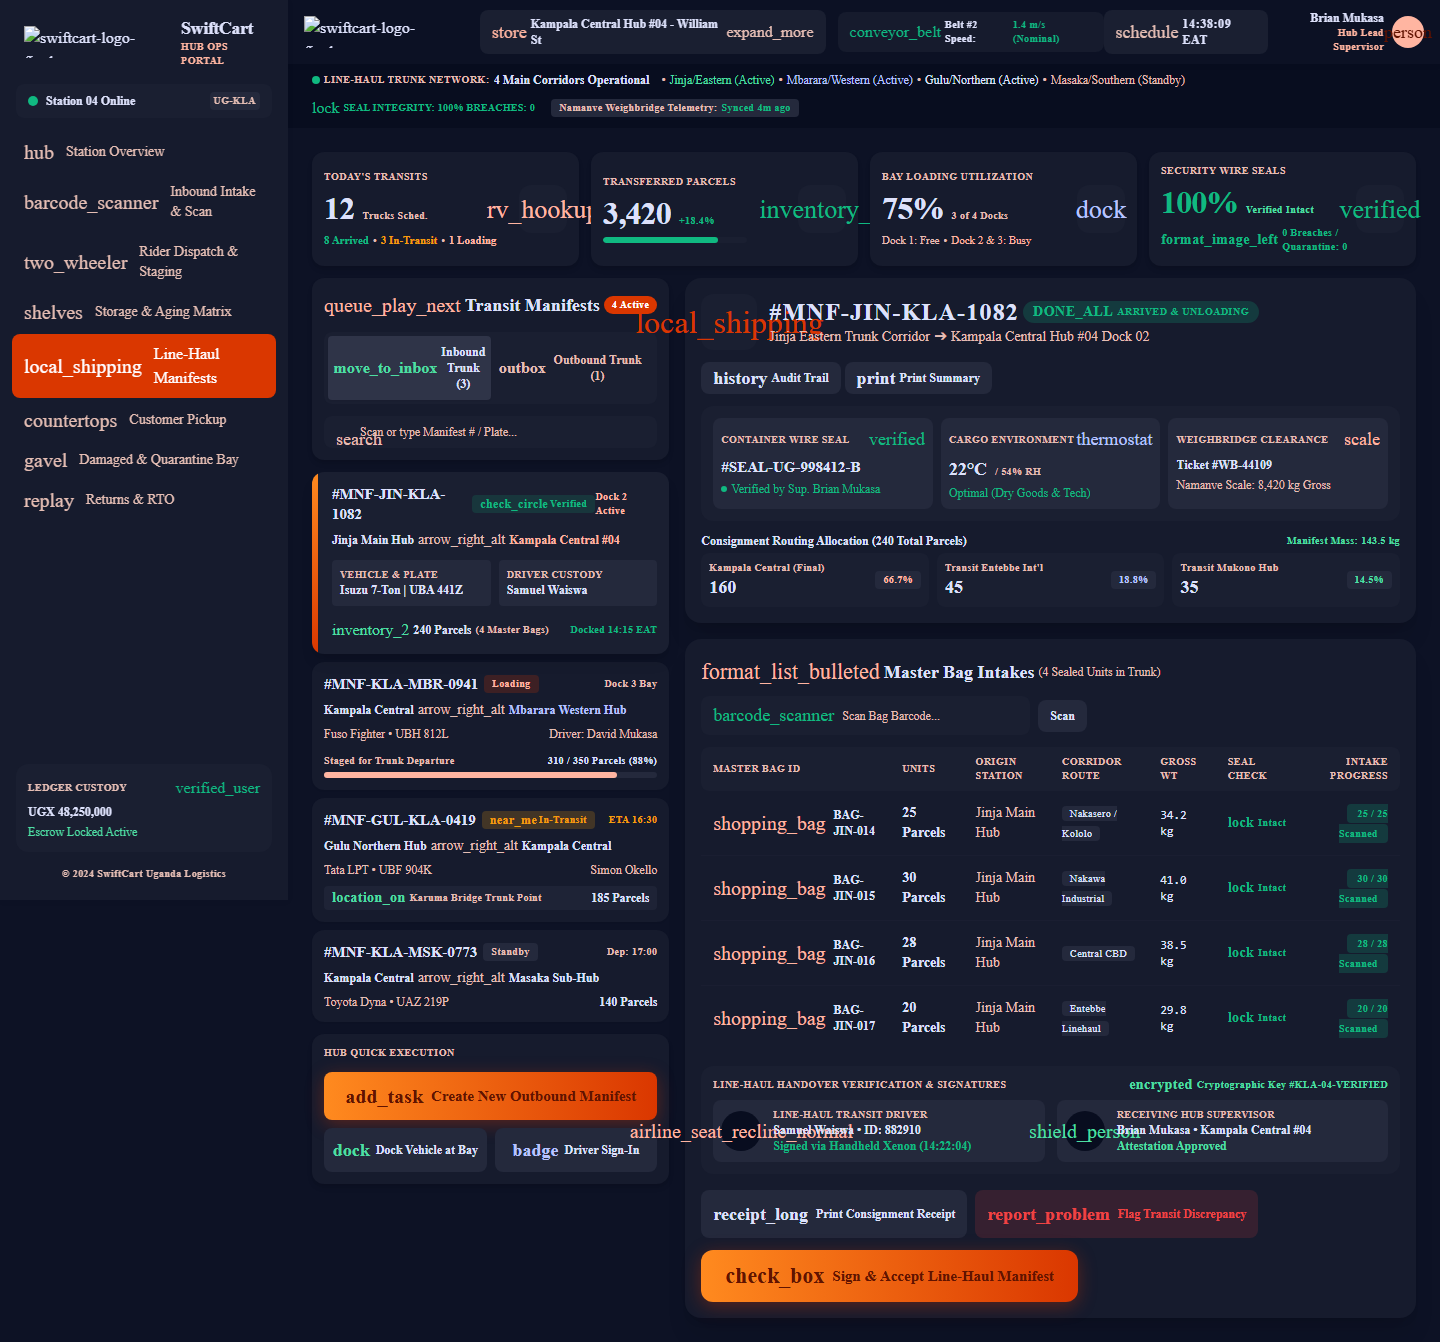 swiftcart-logo-
SwiftCart
HUB OPS
PORTAL
Station 04 Online
UG-KLA
hub Station Overview
barcode_scanner Inbound Intake
& Scan
two_wheeler Rider Dispatch &
Staging
shelves Storage & Aging Matrix
local_shipping Line-Haul
Manifests
countertops Customer Pickup
gavel Damaged & Quarantine Bay
replay Returns & RTO
LEDGER CUSTODY verified_user
UGX 48,250,000
Escrow Locked Active
© 2024 SwiftCart Uganda Logistics
swiftcart-logo-
store Kampala Central Hub #04 - William
St expand_more
conveyor_belt Belt #2
Speed: 1.4 m/s
(Nominal)
schedule 14:38:09
EAT
Brian Mukasa
Hub Lead
Supervisor
person
LINE-HAUL TRUNK NETWORK: 4 Main Corridors Operational • Jinja/Eastern (Active) • Mbarara/Western (Active) • Gulu/Northern (Active) • Masaka/Southern (Standby)
lock SEAL INTEGRITY: 100% BREACHES: 0 Namanve Weighbridge Telemetry: Synced 4m ago
TODAY'S TRANSITS
12 Trucks Sched.
8 Arrived • 3 In-Transit • 1 Loading
rv_hookup
TRANSFERRED PARCELS
3,420 +18.4%
inventory_
BAY LOADING UTILIZATION
75% 3 of 4 Docks
Dock 1: Free • Dock 2 & 3: Busy
dock
SECURITY WIRE SEALS
100% Verified Intact
format_image_left 0 Breaches /
Quarantine: 0
verified
queue_play_next Transit Manifests 4 Active
move_to_inbox Inbound
Trunk
(3)
outbox Outbound Trunk
(1)
search Scan or type Manifest # / Plate...
#MNF-JIN-KLA-
1082
check_circle Verified
Dock 2
Active
Jinja Main Hub arrow_right_alt Kampala Central #04
VEHICLE & PLATE
Isuzu 7-Ton | UBA 441Z
DRIVER CUSTODY
Samuel Waiswa
inventory_2 240 Parcels (4 Master Bags) Docked 14:15 EAT
#MNF-KLA-MBR-0941 Loading Dock 3 Bay
Kampala Central arrow_right_alt Mbarara Western Hub
Fuso Fighter • UBH 812L Driver: David Mukasa
Staged for Trunk Departure 310 / 350 Parcels (88%)
#MNF-GUL-KLA-0419 near_me In-Transit ETA 16:30
Gulu Northern Hub arrow_right_alt Kampala Central
Tata LPT • UBF 904K Simon Okello
location_on Karuma Bridge Trunk Point 185 Parcels
#MNF-KLA-MSK-0773 Standby Dep: 17:00
Kampala Central arrow_right_alt Masaka Sub-Hub
Toyota Dyna • UAZ 219P 140 Parcels
HUB QUICK EXECUTION
add_task Create New Outbound Manifest
dock Dock Vehicle at Bay
badge Driver Sign-In
local_shipping
#MNF-JIN-KLA-1082 DONE_ALL ARRIVED & UNLOADING
Jinja Eastern Trunk Corridor ➔ Kampala Central Hub #04 Dock 02
history Audit Trail
print Print Summary
CONTAINER WIRE SEAL verified
#SEAL-UG-998412-B
Verified by Sup. Brian Mukasa
CARGO ENVIRONMENT thermostat
22°C / 54% RH
Optimal (Dry Goods & Tech)
WEIGHBRIDGE CLEARANCE scale
Ticket #WB-44109
Namanve Scale: 8,420 kg Gross
Consignment Routing Allocation (240 Total Parcels) Manifest Mass: 143.5 kg
Kampala Central (Final)
160 66.7%
Transit Entebbe Int'l
45 18.8%
Transit Mukono Hub
35 14.5%
format_list_bulleted Master Bag Intakes (4 Sealed Units in Trunk)
barcode_scanner Scan Bag Barcode... Scan
MASTER BAG ID UNITS ORIGIN
STATION CORRIDOR
ROUTE GROSS
WT SEAL
CHECK INTAKE
PROGRESS
shopping_bag BAG-
JIN-014 25
Parcels Jinja Main
Hub Nakasero /
Kololo 34.2
kg lock Intact 25 / 25
Scanned
shopping_bag BAG-
JIN-015 30
Parcels Jinja Main
Hub Nakawa
Industrial 41.0
kg lock Intact 30 / 30
Scanned
shopping_bag BAG-
JIN-016 28
Parcels Jinja Main
Hub Central CBD 38.5
kg lock Intact 28 / 28
Scanned
shopping_bag BAG-
JIN-017 20
Parcels Jinja Main
Hub Entebbe
Linehaul 29.8
kg lock Intact 20 / 20
Scanned
LINE-HAUL HANDOVER VERIFICATION & SIGNATURES encrypted Cryptographic Key #KLA-04-VERIFIED
airline_seat_recline_normal
LINE-HAUL TRANSIT DRIVER
Samuel Waiswa • ID: 882910
Signed via Handheld Xenon (14:22:04)
shield_person
RECEIVING HUB SUPERVISOR
Brian Mukasa • Kampala Central #04
Attestation Approved
receipt_long Print Consignment Receipt
report_problem Flag Transit Discrepancy
check_box Sign & Accept Line-Haul Manifest